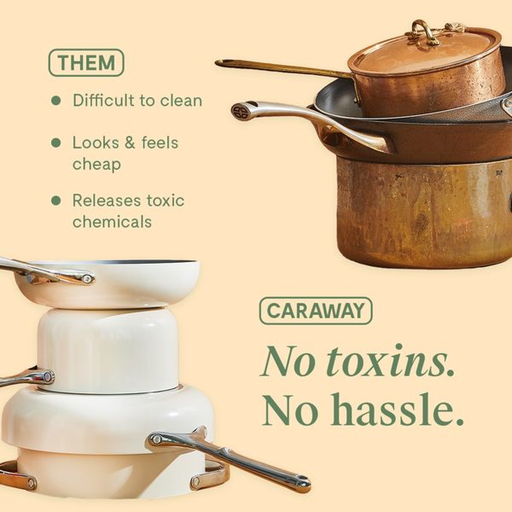 THEM
Difficult to clean
Looks & feels
cheap
Releases toxic
chemicals
CARAWAY
No toxins.
No hassle.